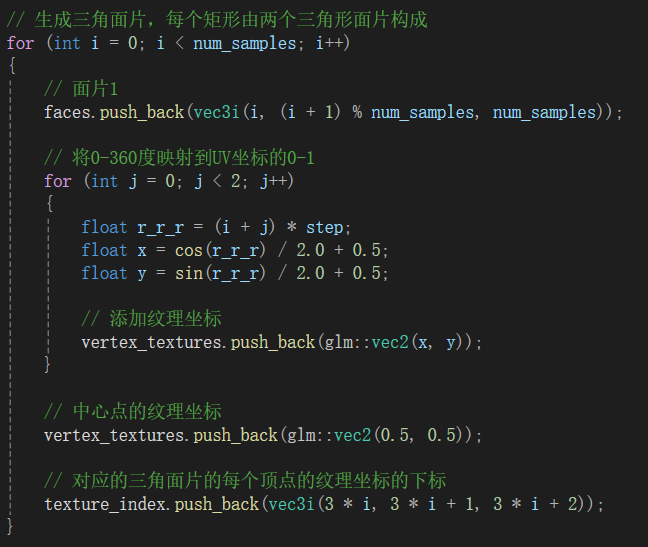 // 生成三角面片，每个矩形由两个三角形面片构成
for (int i = 0; i < num_samples; i++)
{
// 面片1
faces.push_back(vec3i(i, (i + 1) % num_samples, num_samples));
// 将0-360度映射到UV坐标的0-1
for (int j = 0; j < 2; j++)
{
float r_r_r = (i + j) * step;
float x = cos(r_r_r) / 2.0 + 0.5;
float y = sin(r_r_r) / 2.0 + 0.5;
// 添加纹理坐标
vertex_textures.push_back(glm::vec2(x, y));
}
// 中心点的纹理坐标
vertex_textures.push_back(glm::vec2(0.5, 0.5));
// 对应的三角面片的每个顶点的纹理坐标的下标
texture_index.push_back(vec3i(3 * i, 3 * i + 1, 3 * i + 2));
}